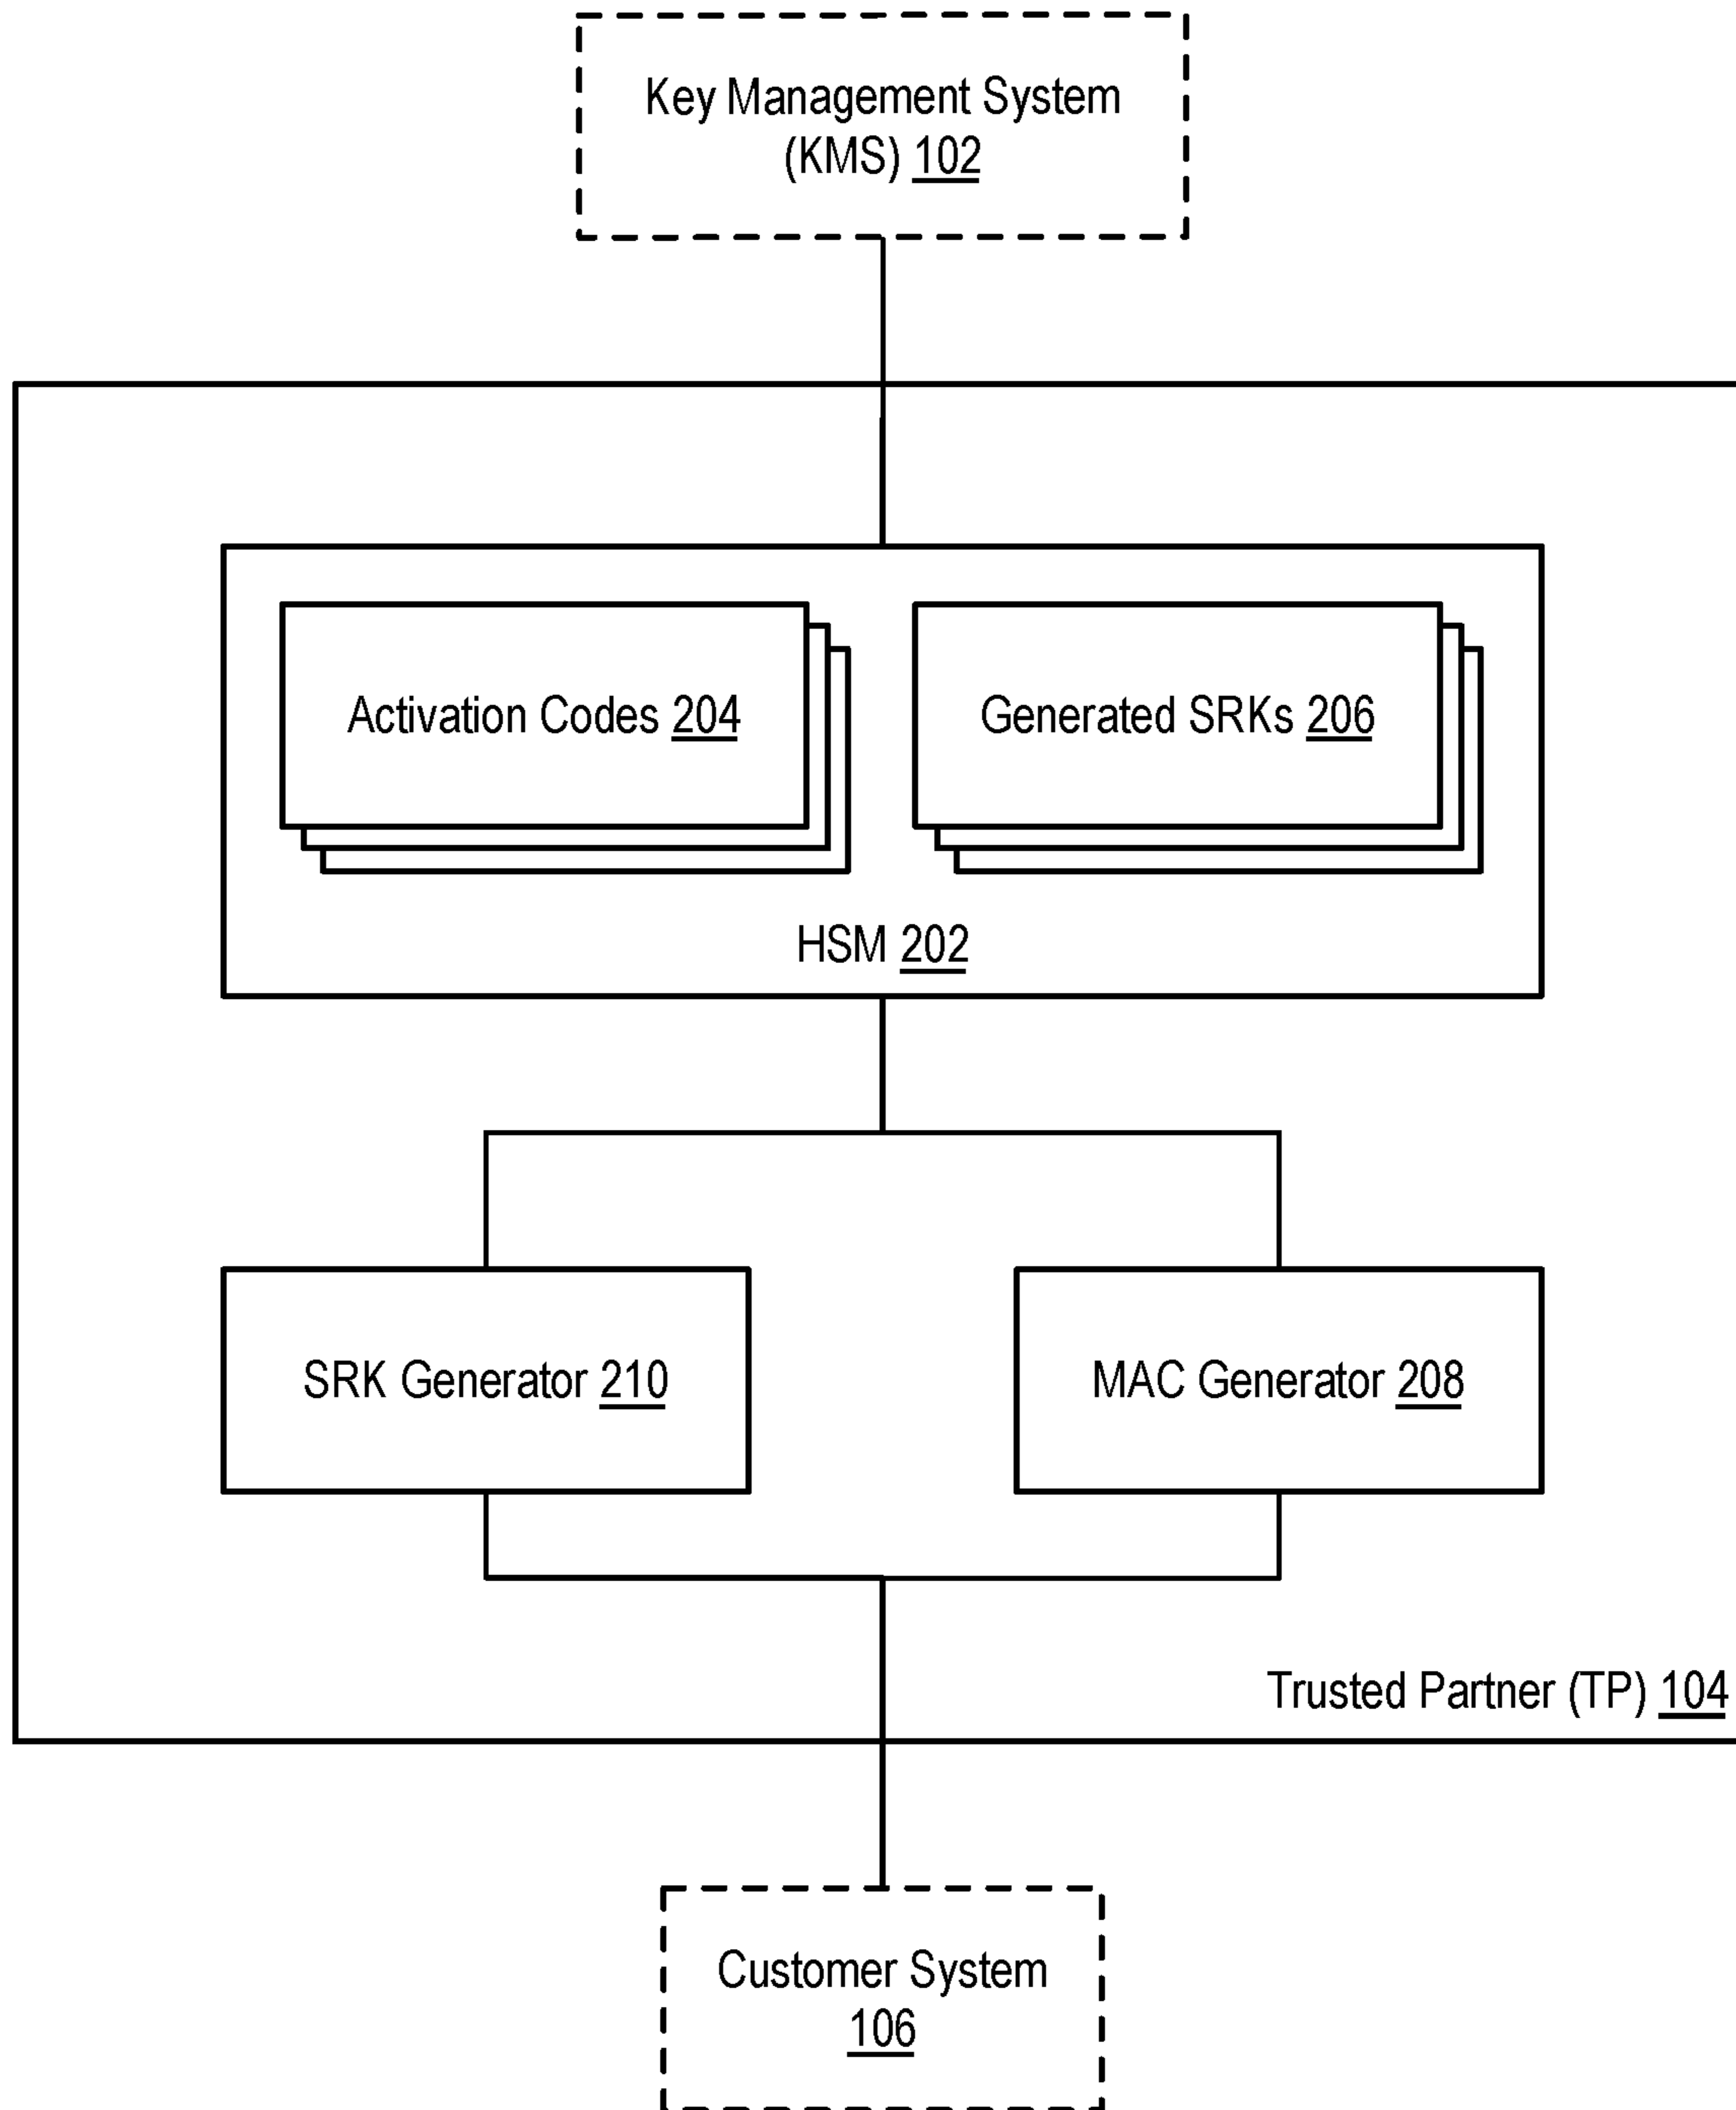 Key Management System
(KMS) 102
Activation Codes 204
Generated SRKs 206
HSM 202
SRK Generator 210
MAC Generator 208
Trusted Partner (TP) 104
Customer System
106